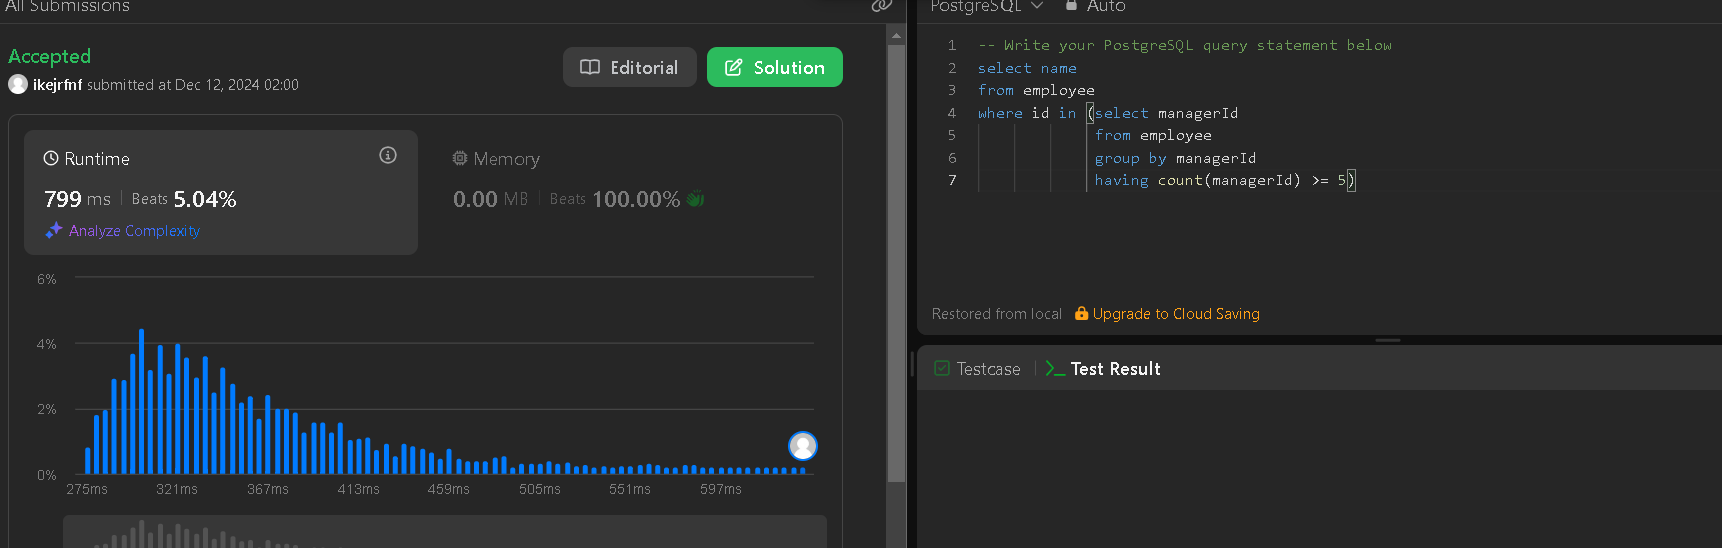 All Submissions
Accepted
Editorial
Solution
ikejrfnf submitted at Dec 12, 2024 02:00
Runtime
799 ms | Beats 5.04%
Analyze Complexity
Memory
0.00 MB | Beats 100.00%
6%
4%
2%
0%
275ms 321ms 367ms 413ms 459ms 505ms 551ms 597ms
PostgreSQL Auto
1 -- Write your PostgreSQL query statement below
2 select name
3 from employee
4 where id in (select managerId
5 from employee
6 group by managerId
7 having count(managerId) >= 5)
Restored from local Upgrade to Cloud Saving
Testcase | >_ Test Result